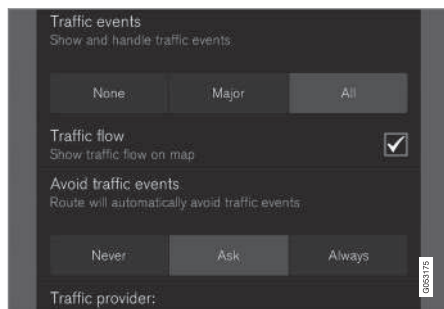 Traffic events
Show and handle traffic events
None Major All
Traffic flow
Show traffic flow on map
Avoid traffic events
Route will automatically avoid traffic events
Never Ask Always
Traffic provider:
G053175